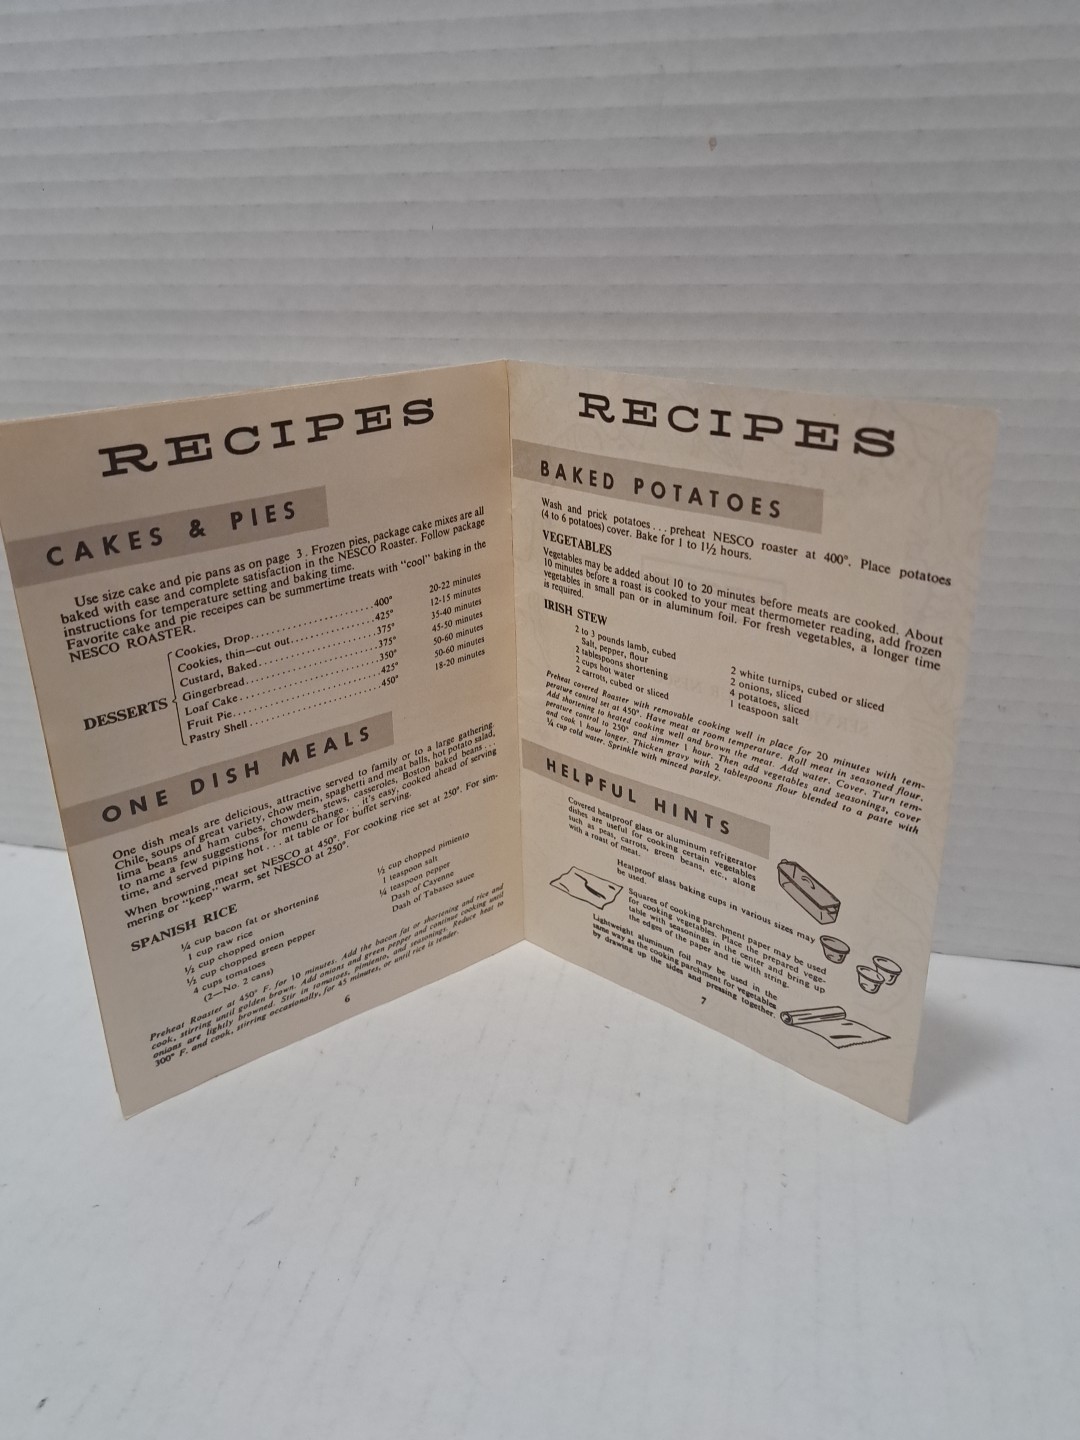 RECIPES
CAKES & PIES
Use size cake and pie pans as on page 3. Frozen pies, package cake mixes are all
baked with ease and complete satisfaction in the NESCO Roaster. Follow package
instructions for temperature setting and baking time.
Favorite cake and pie receipes can be summertime treats with "cool" baking in the
NESCO ROASTER.
DESSERTS
Cookies, Drop....................400° 20-22 minutes
Cookies, thin—cut out...............425° 12-15 minutes
Custard, Baked....................375° 35-40 minutes
Gingerbread......................375° 45-50 minutes
Loaf Cake........................350° 50-60 minutes
Fruit Pie.........................425° 50-60 minutes
Pastry Shell......................450° 18-20 minutes
ONE DISH MEALS
One dish meals are delicious, attractive served to family or to a large gathering.
Chile, soups of great variety, chow mein, spaghetti and meat balls, hot potato salad,
lima beans and ham cubes, chowders, stews, casseroles, Boston baked beans . . .
to name a few suggestions for menu change . . . it's easy, cooked ahead of serving
time, and served piping hot . . . at table or for buffet serving.
When browning meat set NESCO at 450°. For cooking rice set at 250°. For sim-
mering or "keep" warm, set NESCO at 250°.
SPANISH RICE
¼ cup bacon fat or shortening
1 cup raw rice
½ cup chopped onion
½ cup chopped green pepper
4 cups tomatoes
(2—No. 2 cans)
½ cup chopped pimiento
1 teaspoon salt
¼ teaspoon pepper
Dash of Cayenne
Dash of Tabasco sauce
Preheat Roaster at 450° F. for 10 minutes. Add the bacon fat or shortening and rice and
cook, stirring until golden brown. Add onions and green pepper and continue cooking until
onions are lightly browned. Stir in tomatoes, pimiento, and seasonings. Reduce heat to
300° F. and cook, stirring occasionally, for 45 minutes, or until rice is tender.
6
RECIPES
BAKED POTATOES
Wash and prick potatoes . . . preheat NESCO roaster at 400°. Place potatoes
(4 to 6 potatoes) cover. Bake for 1 to 1½ hours.
VEGETABLES
Vegetables may be added about 10 to 20 minutes before meats are cooked. About
10 minutes before a roast is cooked to your meat thermometer reading, add frozen
vegetables in small pan or in aluminum foil. For fresh vegetables, a longer time
is required.
IRISH STEW
2 to 3 pounds lamb, cubed
Salt, pepper, flour
2 tablespoons shortening
2 cups hot water
2 carrots, cubed or sliced
2 white turnips, cubed or sliced
2 onions, sliced
4 potatoes, sliced
1 teaspoon salt
Preheat covered Roaster with removable cooking well in place for 20 minutes with tem-
perature control set at 450°. Have meat at room temperature. Roll meat in seasoned flour.
Add shortening to heated cooking well and brown the meat. Add water. Cover. Turn tem-
perature control to 250° and simmer 1 hour. Then add vegetables and seasonings, cover
and cook 1 hour longer. Thicken gravy with 2 tablespoons flour blended to a paste with
¼ cup cold water. Sprinkle with minced parsley.
HELPFUL HINTS
Covered heatproof glass or aluminum refrigerator
dishes are useful for cooking certain vegetables
such as peas, carrots, green beans, etc., along
with a roast of meat.
Heatproof glass baking cups in various sizes may
be used.
Squares of cooking parchment paper may be used
for cooking vegetables. Place the prepared vege-
table with seasonings in the center and bring up
the edges of the paper and tie with string.
Lightweight aluminum foil may be used in the
same way as the cooking parchment for vegetables
by drawing up the sides and pressing together.
7